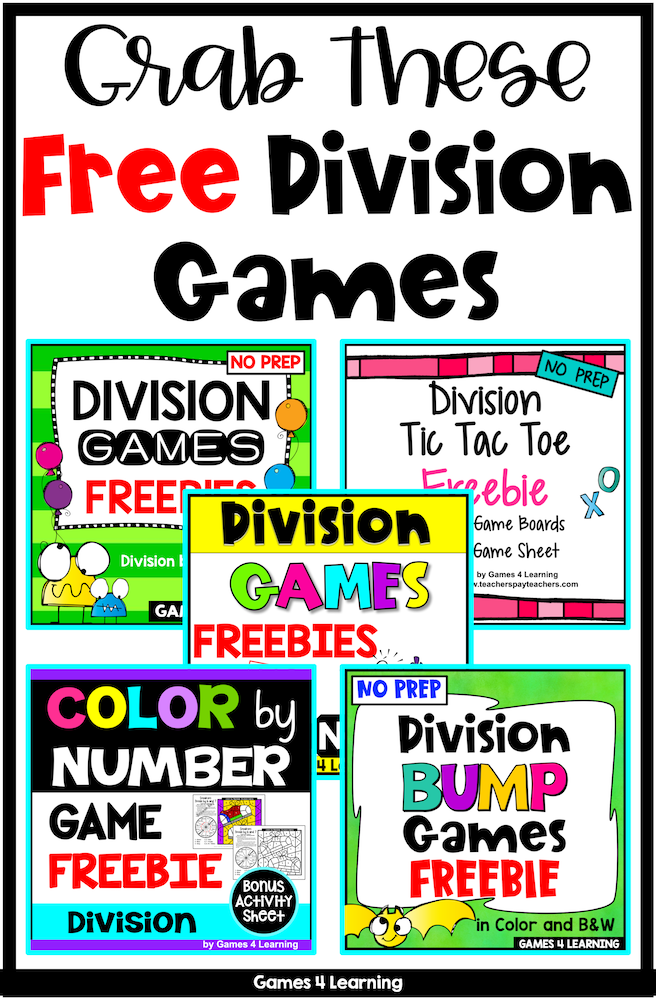 Grab These
Free Division
Games
NO PREP
DIVISION
GAMES
FREEBIES
Division b
GAM
NO PREP
Division
Tic Tac Toe
Freebie
Game Boards
Game Sheet
by Games 4 Learning
www.teacherspayteachers.com
X O
Division
GAMES
FREEBIES
N
4 Le
COLOR by
NUMBER
GAME
FREEBIE
BONUS
ACTIVITY
Sheet
Division
by Games 4 Learning
NO PREP
Division
BUMP
Games
FREEBIE
in Color and B&W
GAMES 4 LEARNING
Games 4 Learning